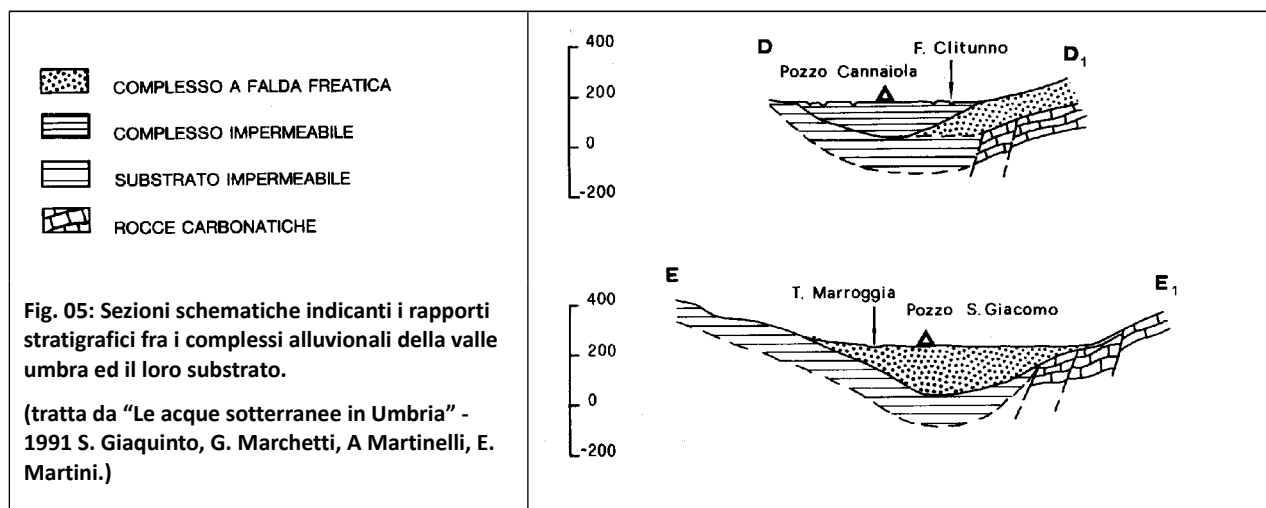 COMPLESSO A FALDA FREATICA
COMPLESSO IMPERMEABILE
SUBSTRATO IMPERMEABILE
ROCCE CARBONATICHE
Fig. 05: Sezioni schematiche indicanti i rapporti
stratigrafici fra i complessi alluvionali della valle
umbra ed il loro substrato.
(tratta da “Le acque sotterranee in Umbria” -
1991 S. Giaquinto, G. Marchetti, A Martinelli, E.
Martini.)
400
200
0
-200
D
F. Clitunno
D1
Pozzo Cannaiola
E
E1
T. Marroggia
Pozzo S. Giacomo
400
200
0
-200